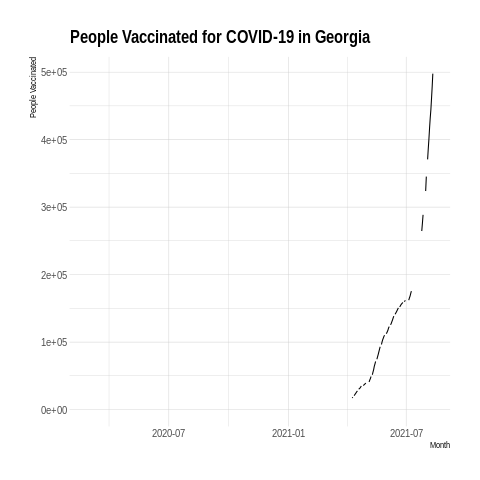 People Vaccinated for COVID-19 in Georgia
People Vaccinated
5e+05
4e+05
3e+05
2e+05
1e+05
0e+00
2020-07
2021-01
2021-07
Month